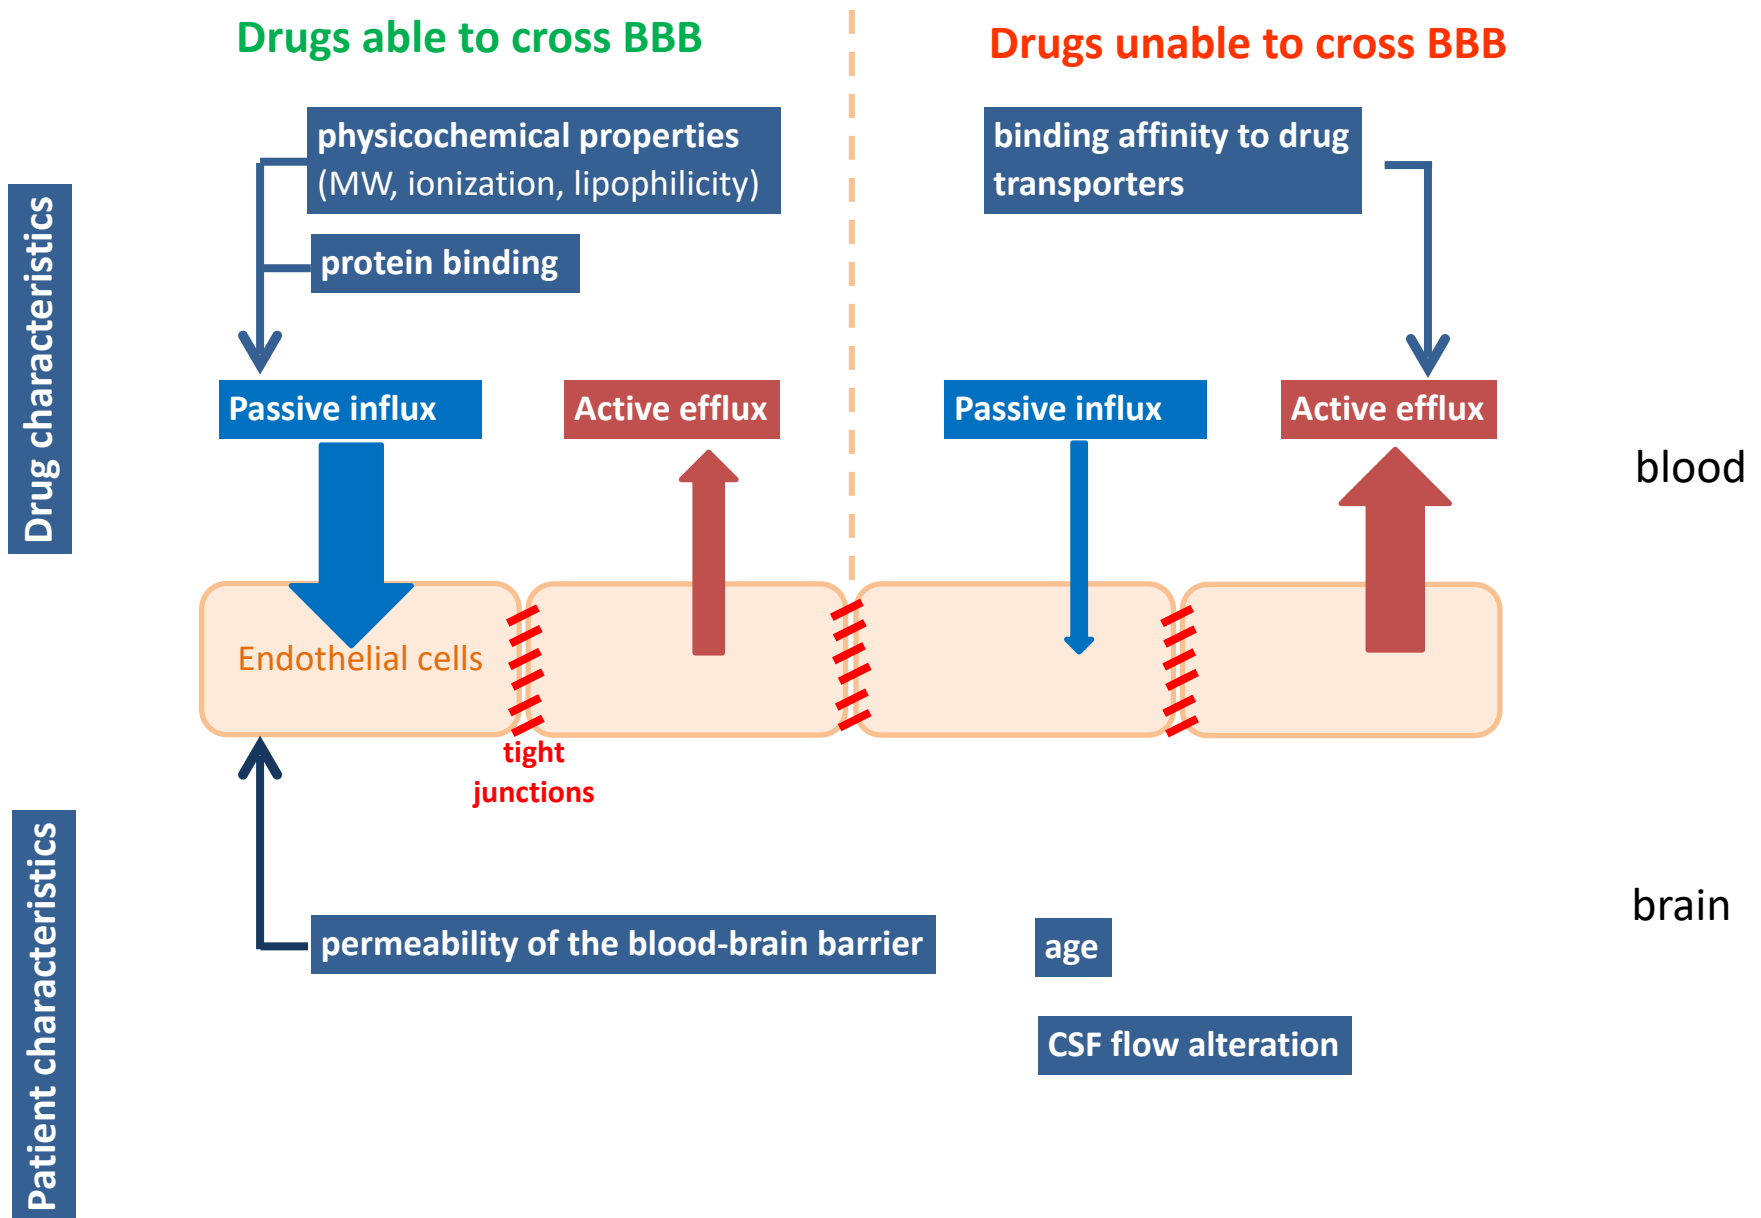 Drugs able to cross BBB
Drugs unable to cross BBB
Drug characteristics
physicochemical properties
(MW, ionization, lipophilicity)
protein binding
binding affinity to drug
transporters
Passive influx
Active efflux
Passive influx
Active efflux
blood
Endothelial cells
tight
junctions
Patient characteristics
permeability of the blood-brain barrier
age
CSF flow alteration
brain